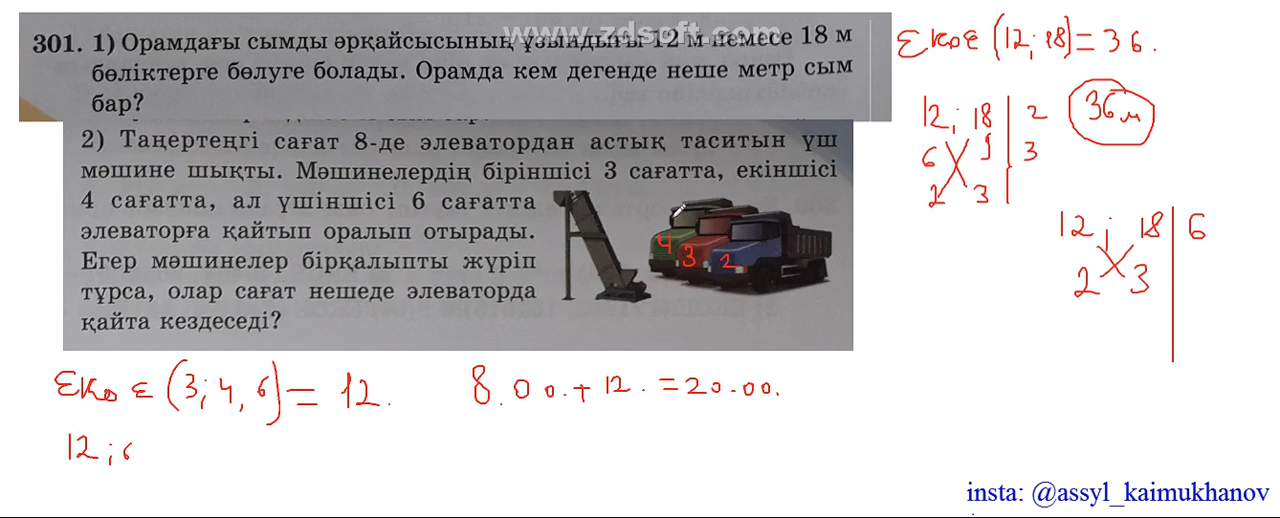 www.zdsoft.com
301. 1) Орамдағы сымды әрқайсысының ұзындығы 12 м немесе 18 м
бөліктерге бөлуге болады. Орамда кем дегенде неше метр сым
бар?
2) Таңертеңгі сағат 8-де элеватордан астық таситын үш
мәшине шықты. Мәшинелердің біріншісі 3 сағатта, екіншісі
4 сағатта, ал үшіншісі 6 сағатта
элеваторға қайтып оралып отырады.
Егер мәшинелер бірқалыпты жүріп
тұрса, олар сағат нешеде элеваторда
қайта кездеседі?
4 3 2
ЕКОЕ (12; 18) = 36.
12; 18 | 2
6 9 | 3
2 3
36 м
12; 18 | 6
2 3
ЕКОЕ (3; 4, 6) = 12.
8.00. + 12. = 20.00.
12; 6
insta: @assyl_kaimukhanov